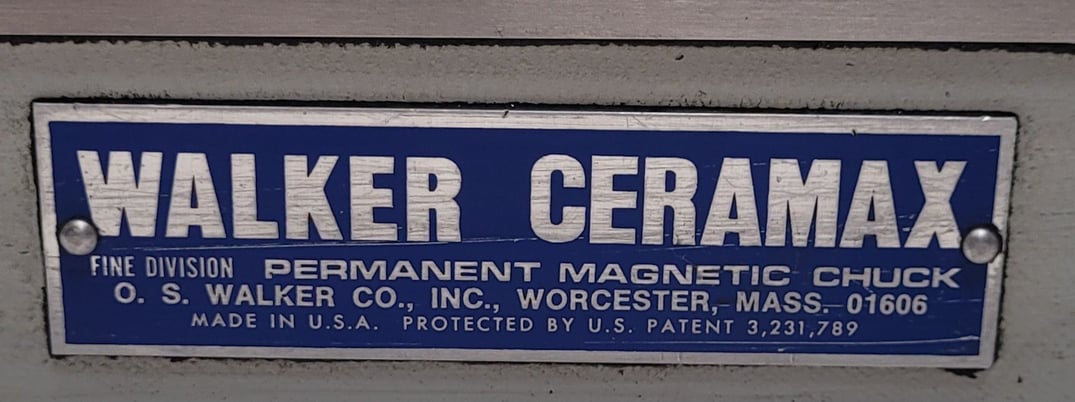 WALKER CERAMAX
FINE DIVISION PERMANENT MAGNETIC CHUCK
O. S. WALKER CO., INC., WORCESTER, MASS. 01606
MADE IN U.S.A. PROTECTED BY U.S. PATENT 3,231,789